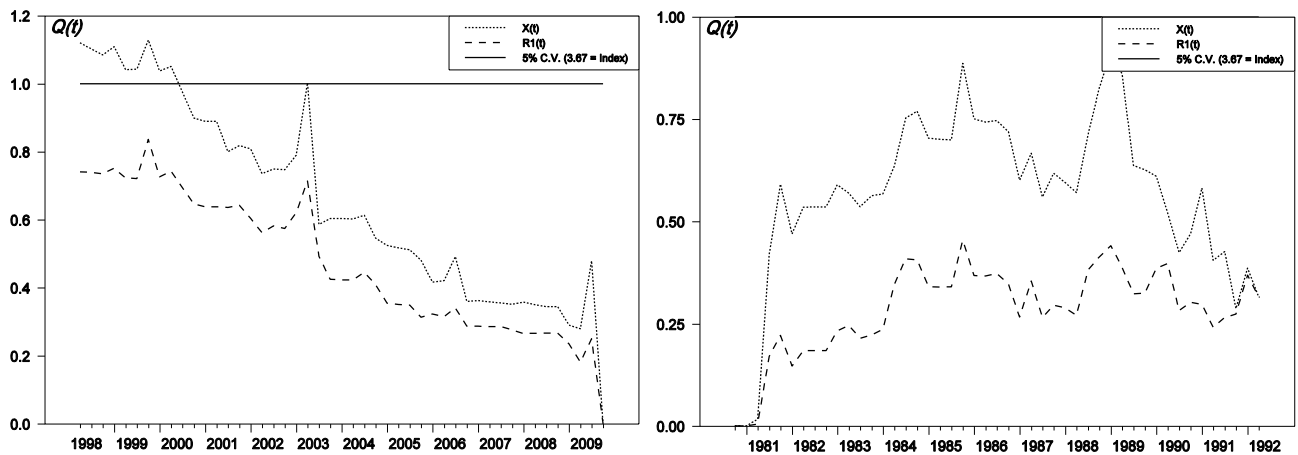 Q(t)
X(t)
R1(t)
5% C.V. (3.67 = Index)
1.2
1.0
0.8
0.6
0.4
0.2
0.0
1998 1999 2000 2001 2002 2003 2004 2005 2006 2007 2008 2009
Q(t)
X(t)
R1(t)
5% C.V. (3.67 = Index)
1.00
0.75
0.50
0.25
0.00
1981 1982 1983 1984 1985 1986 1987 1988 1989 1990 1991 1992